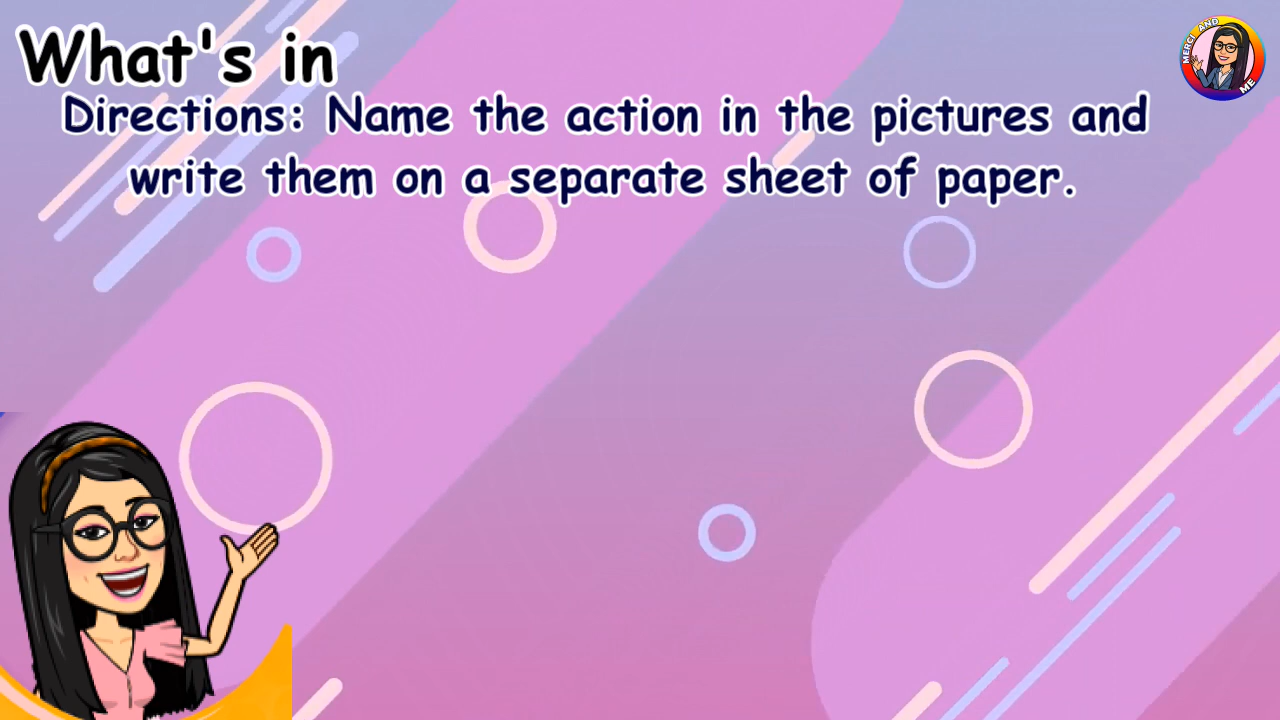 What's in
MERCI AND ME
Directions: Name the action in the pictures and
write them on a separate sheet of paper.